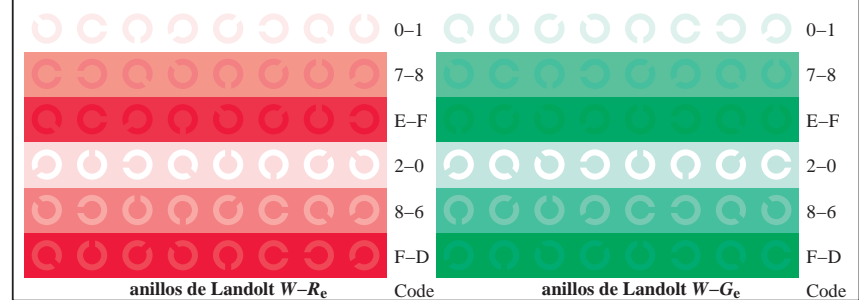 0–1 0–1
7–8 7–8
E–F E–F
2–0 2–0
8–6 8–6
F–D F–D
anillos de Landolt W–Re Code anillos de Landolt W–Ge Code